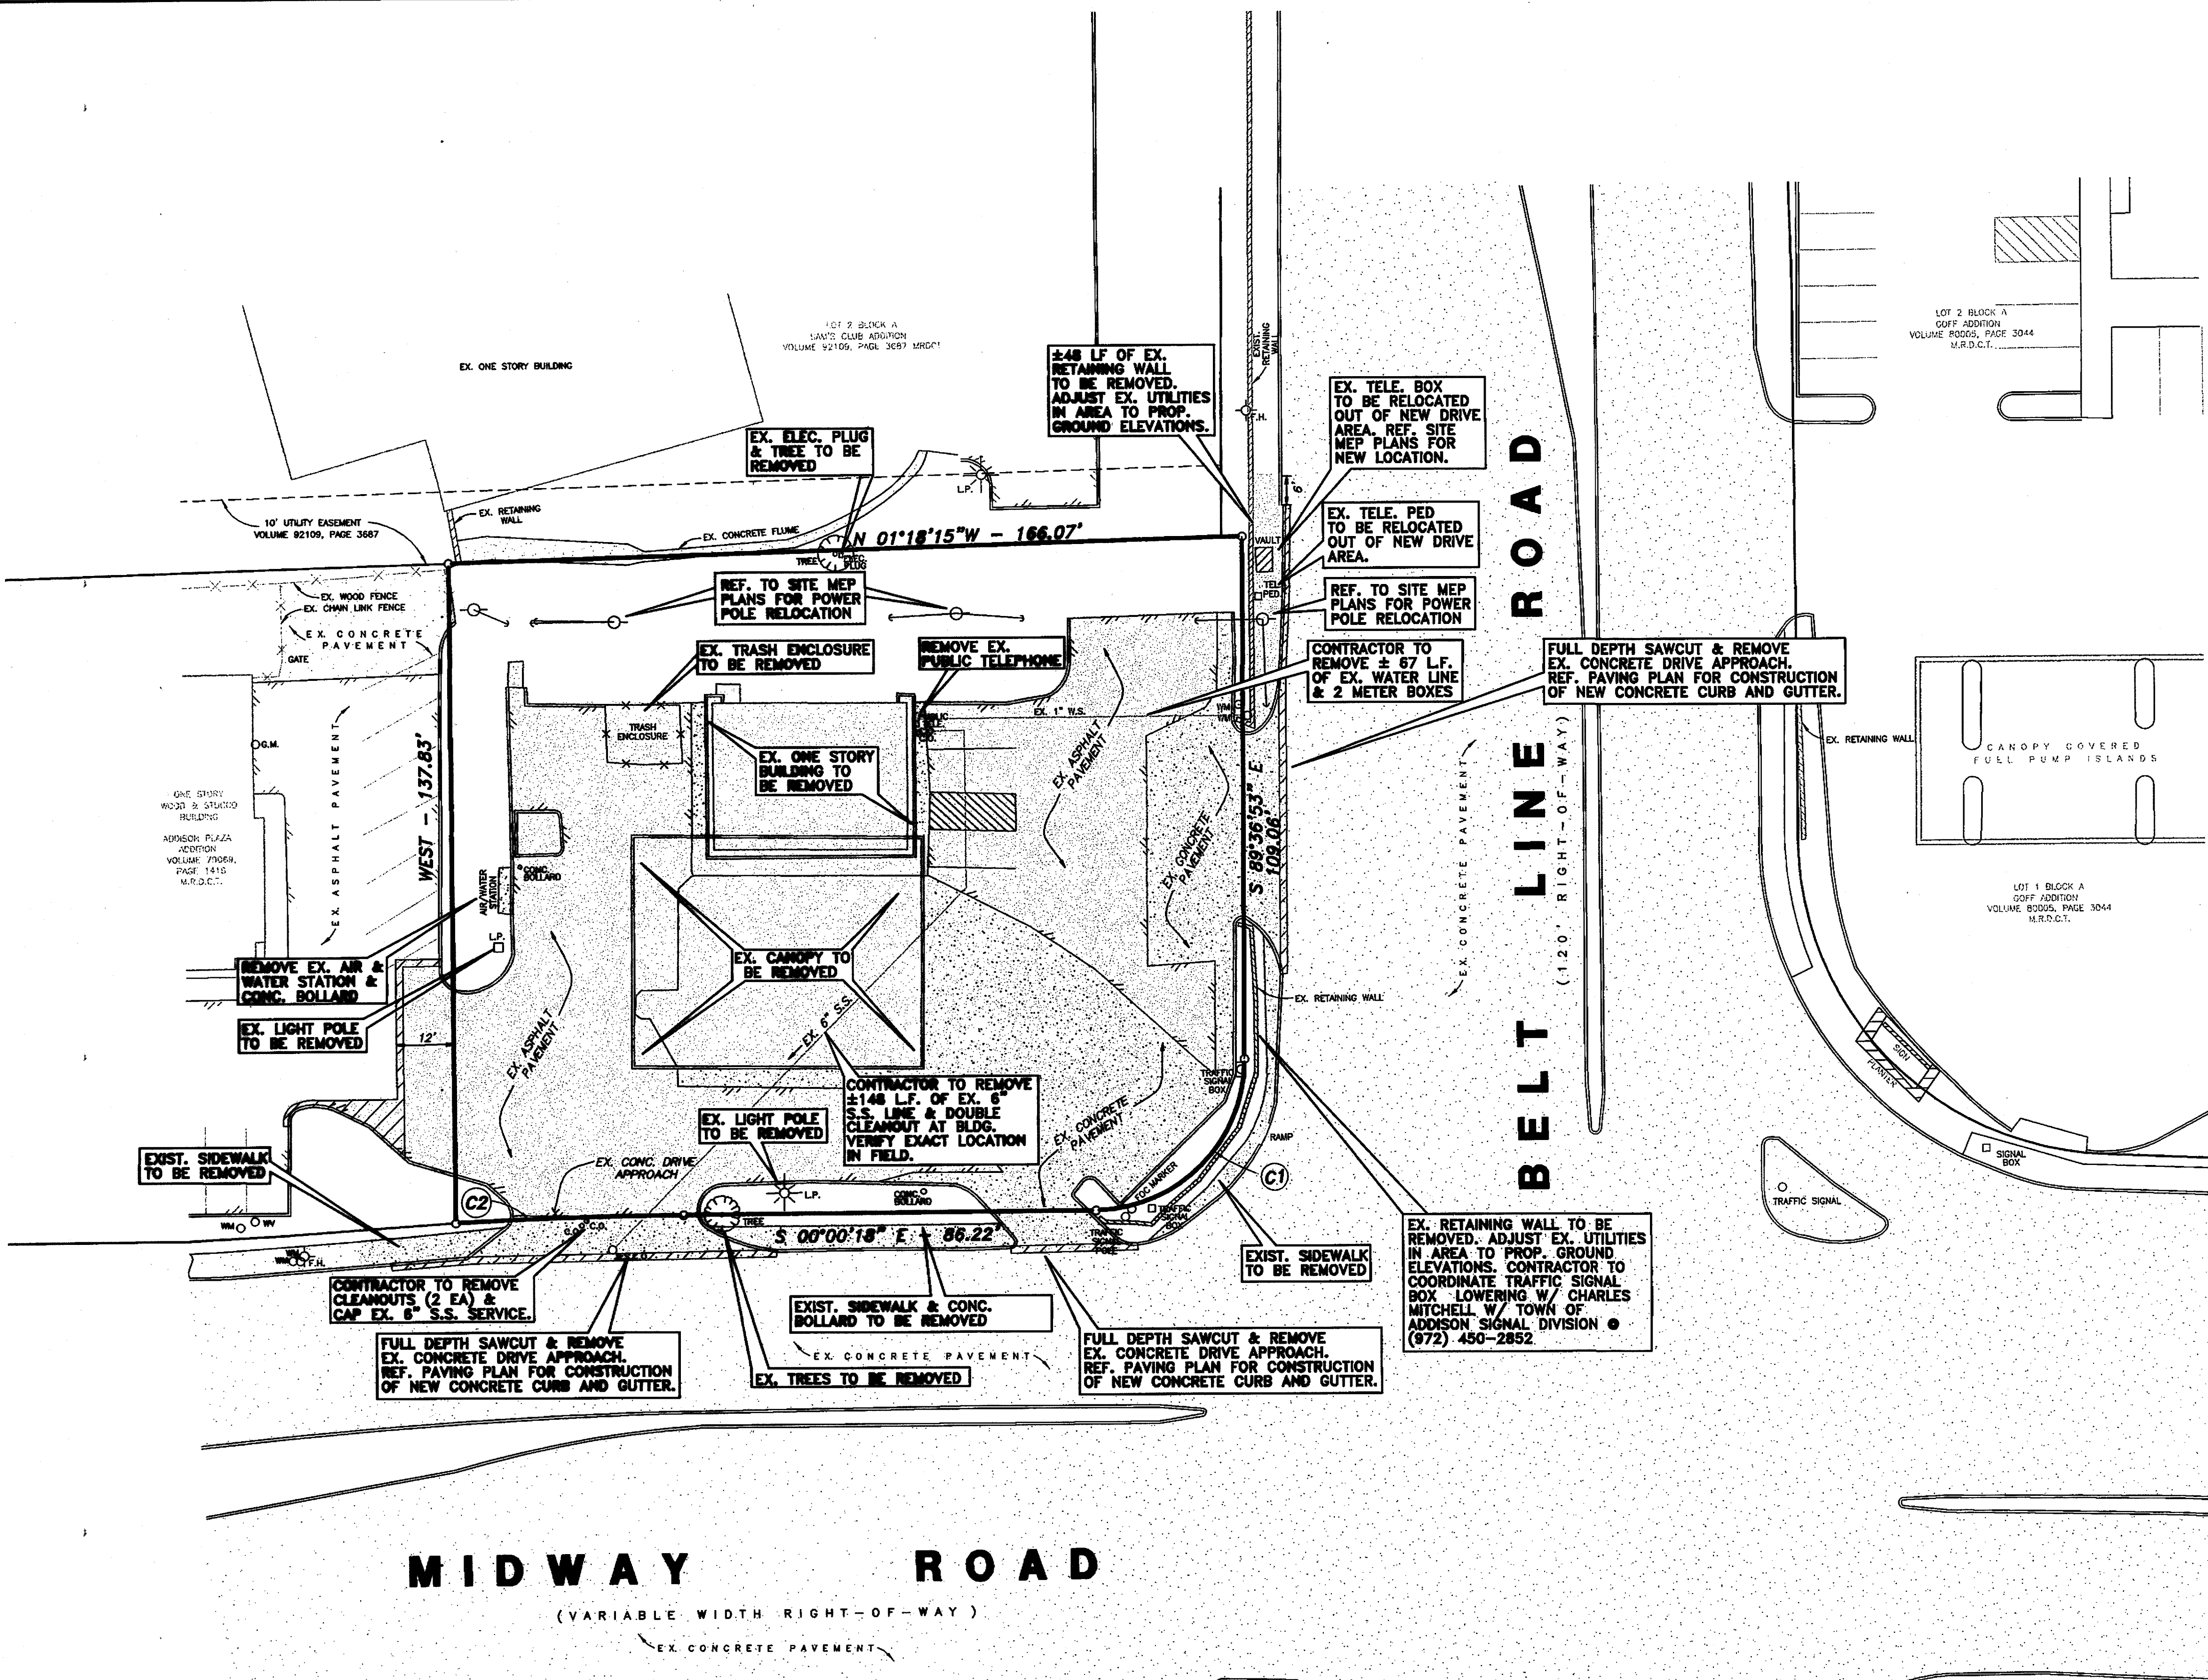 LOT 2 BLOCK A
SAM'S CLUB ADDITION
VOLUME 92109, PAGE 3687 MRDCT
EX. ONE STORY BUILDING
LOT 2 BLOCK A
GOFF ADDITION
VOLUME 80005, PAGE 3044
M.R.D.C.T.
EXIST.
RETAINING
WALL
±48 LF OF EX.
RETAINING WALL
TO BE REMOVED.
ADJUST EX. UTILITIES
IN AREA TO PROP.
GROUND ELEVATIONS.
EX. TELE. BOX
TO BE RELOCATED
OUT OF NEW DRIVE
AREA. REF. SITE
MEP PLANS FOR
NEW LOCATION.
F.H.
EX. ELEC. PLUG
& TREE TO BE
REMOVED
L.P.
6'
10' UTILITY EASEMENT
VOLUME 92109, PAGE 3687
EX. RETAINING
WALL
EX. CONCRETE FLUME
N 01°18'15"W - 166.07'
TREE
ELEC.
PLUG
EX. TELE. PED
TO BE RELOCATED
OUT OF NEW DRIVE
AREA.
VAULT
TELE
PED.
EX. WOOD FENCE
EX. CHAIN LINK FENCE
EX. CONCRETE
PAVEMENT
GATE
REF. TO SITE MEP
PLANS FOR POWER
POLE RELOCATION
REF. TO SITE MEP
PLANS FOR POWER
POLE RELOCATION
EX. TRASH ENCLOSURE
TO BE REMOVED
REMOVE EX.
PUBLIC TELEPHONE
CONTRACTOR TO
REMOVE ± 67 L.F.
OF EX. WATER LINE
& 2 METER BOXES
FULL DEPTH SAWCUT & REMOVE
EX. CONCRETE DRIVE APPROACH.
REF. PAVING PLAN FOR CONSTRUCTION
OF NEW CONCRETE CURB AND GUTTER.
EX. 1" W.S.
WM
WM
TRASH
ENCLOSURE
G.M.
EX. ASPHALT PAVEMENT
WEST - 137.83'
EX. ONE STORY
BUILDING TO
BE REMOVED
EX. ASPHALT
PAVEMENT
EX. CONCRETE
PAVEMENT
S 89°36'53" E
109.06'
EX. CONCRETE PAVEMENT
BELT LINE ROAD
(120' RIGHT-OF-WAY)
EX. RETAINING WALL
CANOPY COVERED
FUEL PUMP ISLANDS
ONE STORY
WOOD & STUCCO
BUILDING
ADDISON PLAZA
ADDITION
VOLUME 79069,
PAGE 1416
M.R.D.C.T.
CONC.
BOLLARD
AIR/WATER
STATION
L.P.
LOT 1 BLOCK A
GOFF ADDITION
VOLUME 80005, PAGE 3044
M.R.D.C.T.
REMOVE EX. AIR &
WATER STATION &
CONC. BOLLARD
EX. CANOPY TO
BE REMOVED
EX. LIGHT POLE
TO BE REMOVED
12'
EX. ASPHALT
PAVEMENT
EX. 6" S.S.
EX. RETAINING WALL
TRAFFIC
SIGNAL
BOX
CONTRACTOR TO REMOVE
±148 L.F. OF EX. 6"
S.S. LINE & DOUBLE
CLEANOUT AT BLDG.
VERIFY EXACT LOCATION
IN FIELD.
EX. LIGHT POLE
TO BE REMOVED
EX. CONCRETE
PAVEMENT
RAMP
SIGN
PLANTER
SIGNAL
BOX
TRAFFIC SIGNAL
EXIST. SIDEWALK
TO BE REMOVED
EX. CONC. DRIVE
APPROACH
C1
C2
FOC MARKER
L.P.
CONC.
BOLLARD
TREE
TRAFFIC
SIGNAL
BOX
TRAFFIC
SIGNAL
POLE
WM
WV
F.H.
C.O.
S 00°00'18" E - 86.22'
EXIST. SIDEWALK
TO BE REMOVED
EX. RETAINING WALL TO BE
REMOVED. ADJUST EX. UTILITIES
IN AREA TO PROP. GROUND
ELEVATIONS. CONTRACTOR TO
COORDINATE TRAFFIC SIGNAL
BOX LOWERING W/ CHARLES
MITCHELL W/ TOWN OF
ADDISON SIGNAL DIVISION @
(972) 450-2852
CONTRACTOR TO REMOVE
CLEANOUTS (2 EA) &
CAP EX. 6" S.S. SERVICE.
EXIST. SIDEWALK & CONC.
BOLLARD TO BE REMOVED
FULL DEPTH SAWCUT & REMOVE
EX. CONCRETE DRIVE APPROACH.
REF. PAVING PLAN FOR CONSTRUCTION
OF NEW CONCRETE CURB AND GUTTER.
EX. CONCRETE PAVEMENT
EX. TREES TO BE REMOVED
FULL DEPTH SAWCUT & REMOVE
EX. CONCRETE DRIVE APPROACH.
REF. PAVING PLAN FOR CONSTRUCTION
OF NEW CONCRETE CURB AND GUTTER.
MIDWAY ROAD
(VARIABLE WIDTH RIGHT-OF-WAY )
EX. CONCRETE PAVEMENT